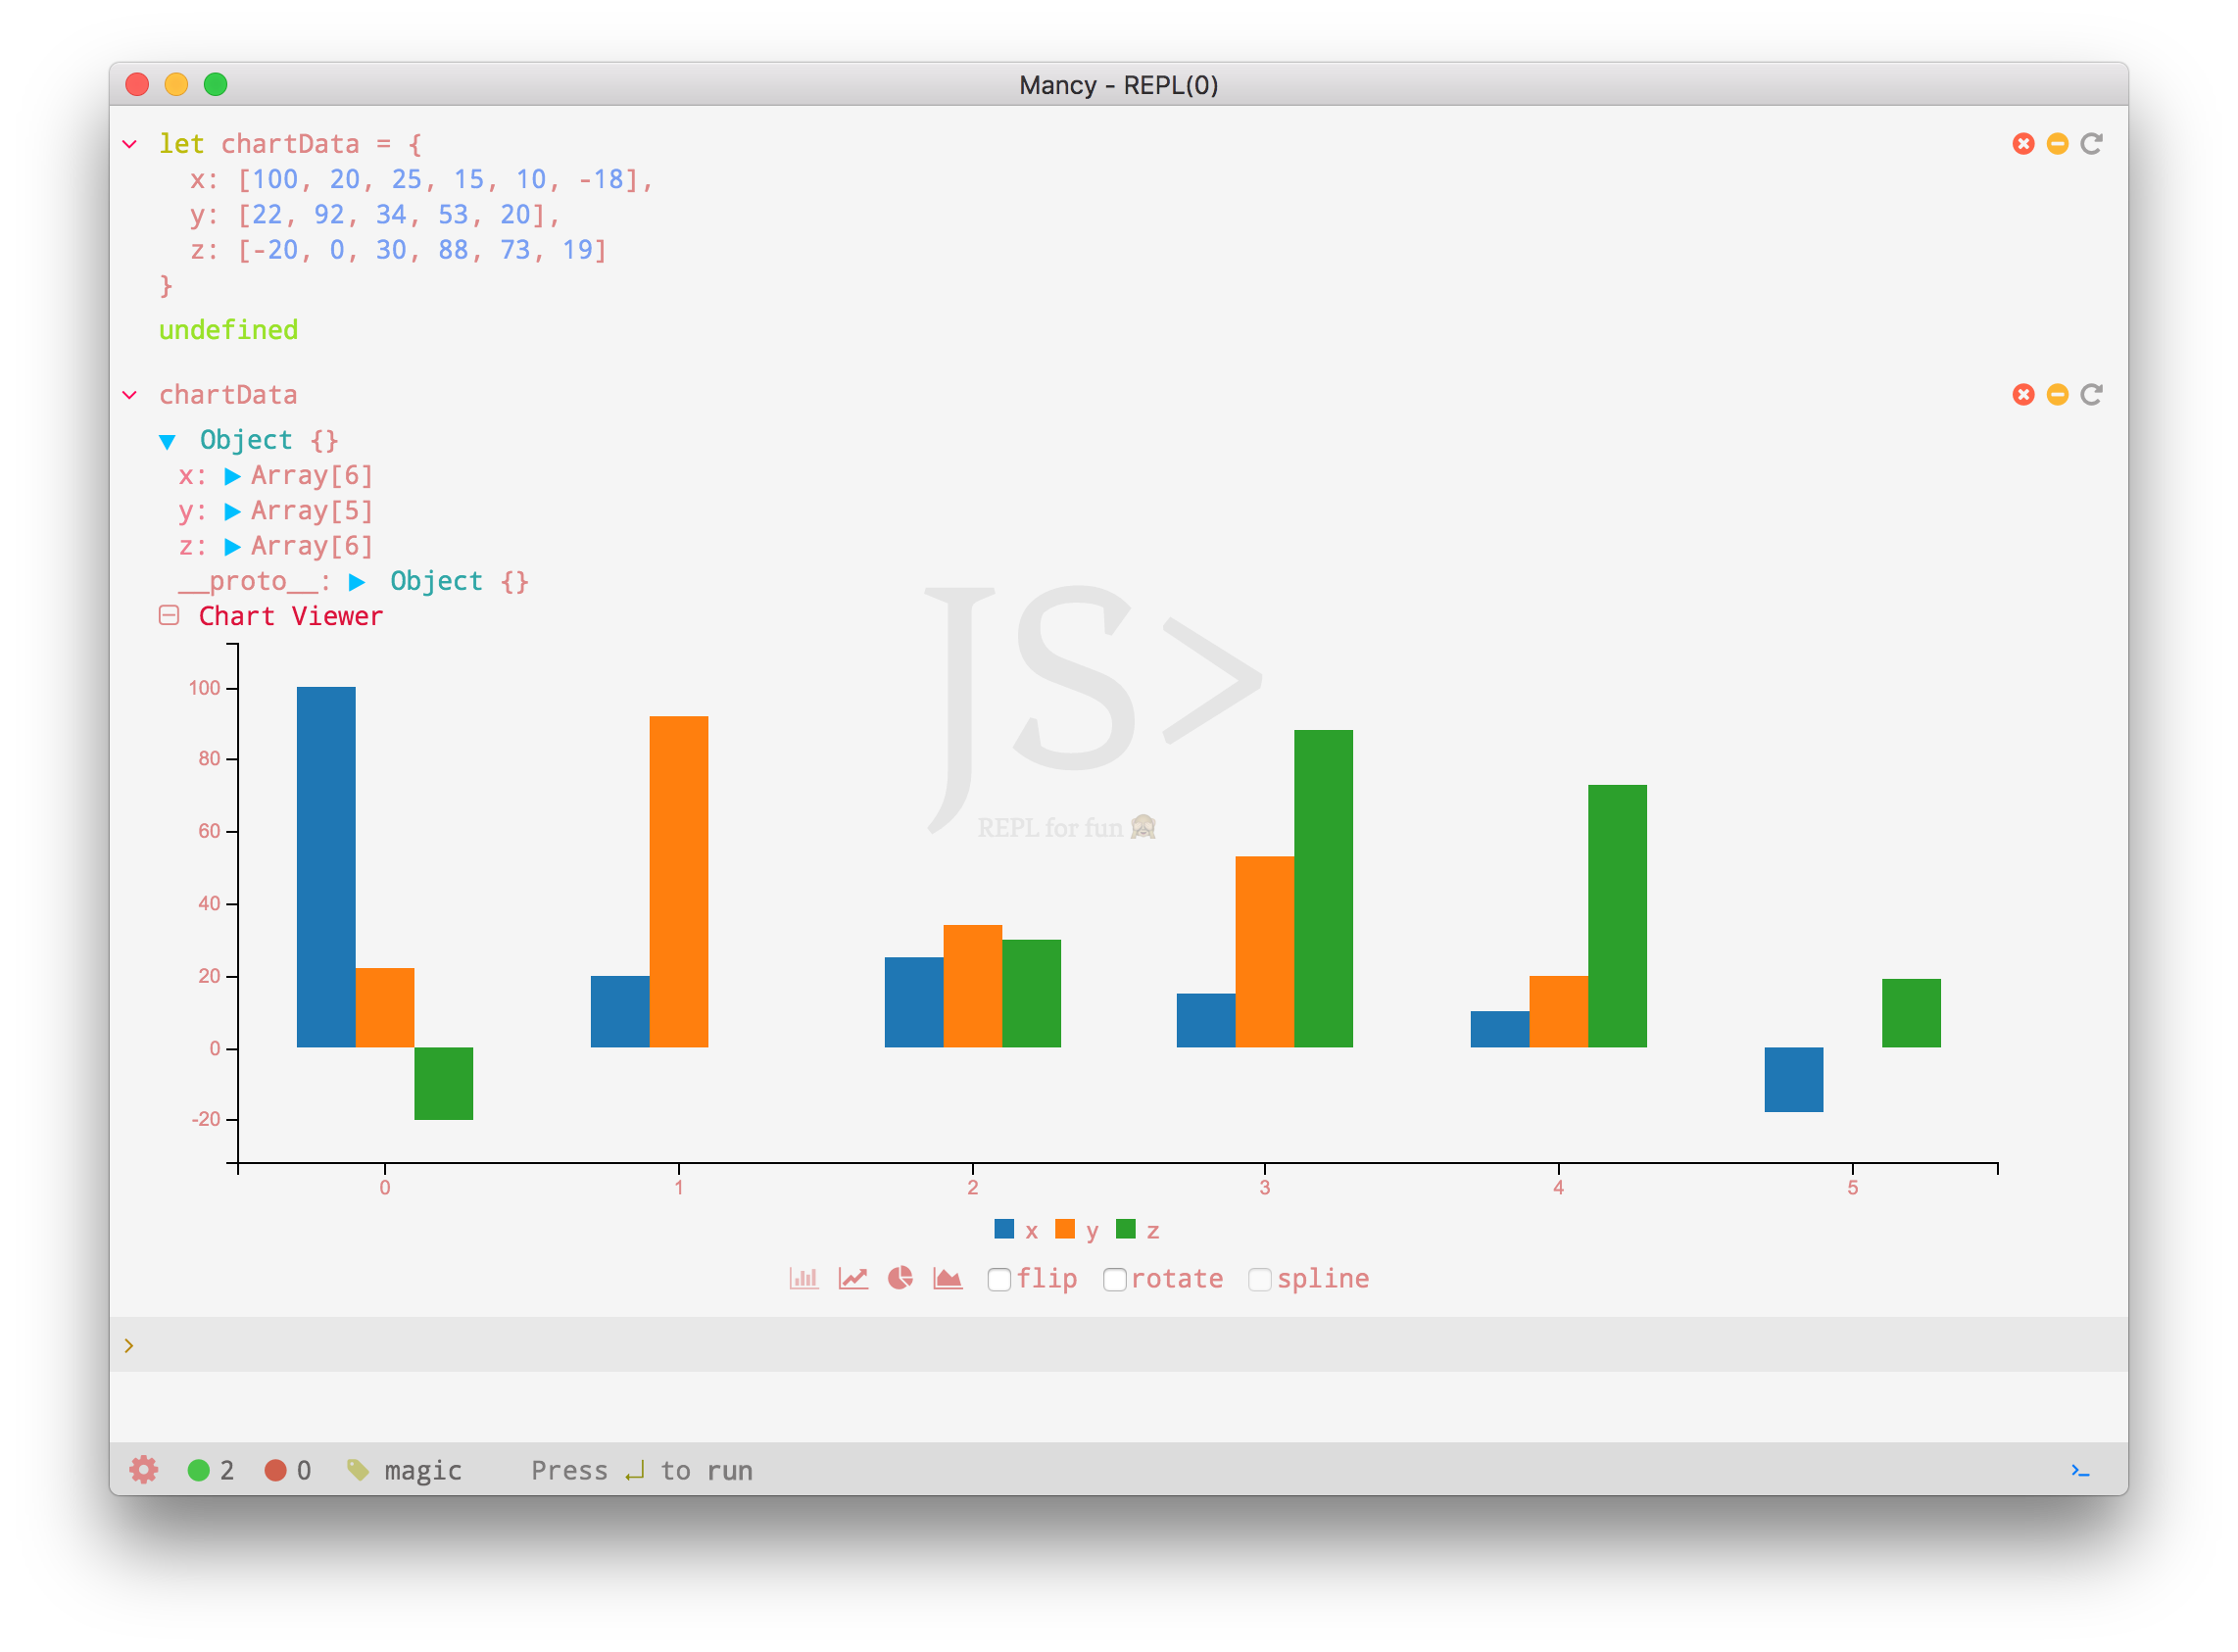 Mancy - REPL(0)
let chartData = {
x: [100, 20, 25, 15, 10, -18],
y: [22, 92, 34, 53, 20],
z: [-20, 0, 30, 88, 73, 19]
}
undefined
chartData
▼ Object {}
x: ▶ Array[6]
y: ▶ Array[5]
z: ▶ Array[6]
__proto__: ▶ Object {}
Chart Viewer
JS>
REPL for fun 🙈
100
80
60
40
20
0
-20
0 1 2 3 4 5
x y z
flip rotate spline
>
2 0 magic Press ↵ to run >_